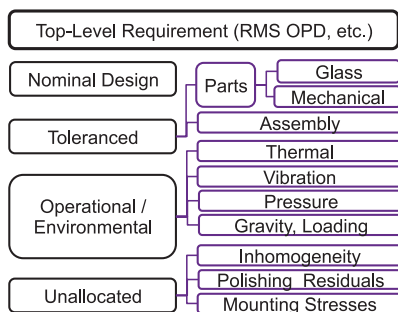 Top-Level Requirement (RMS OPD, etc.)
Nominal Design
Parts
Glass
Mechanical
Toleranced
Assembly
Operational /
Environmental
Thermal
Vibration
Pressure
Gravity, Loading
Unallocated
Inhomogeneity
Polishing Residuals
Mounting Stresses